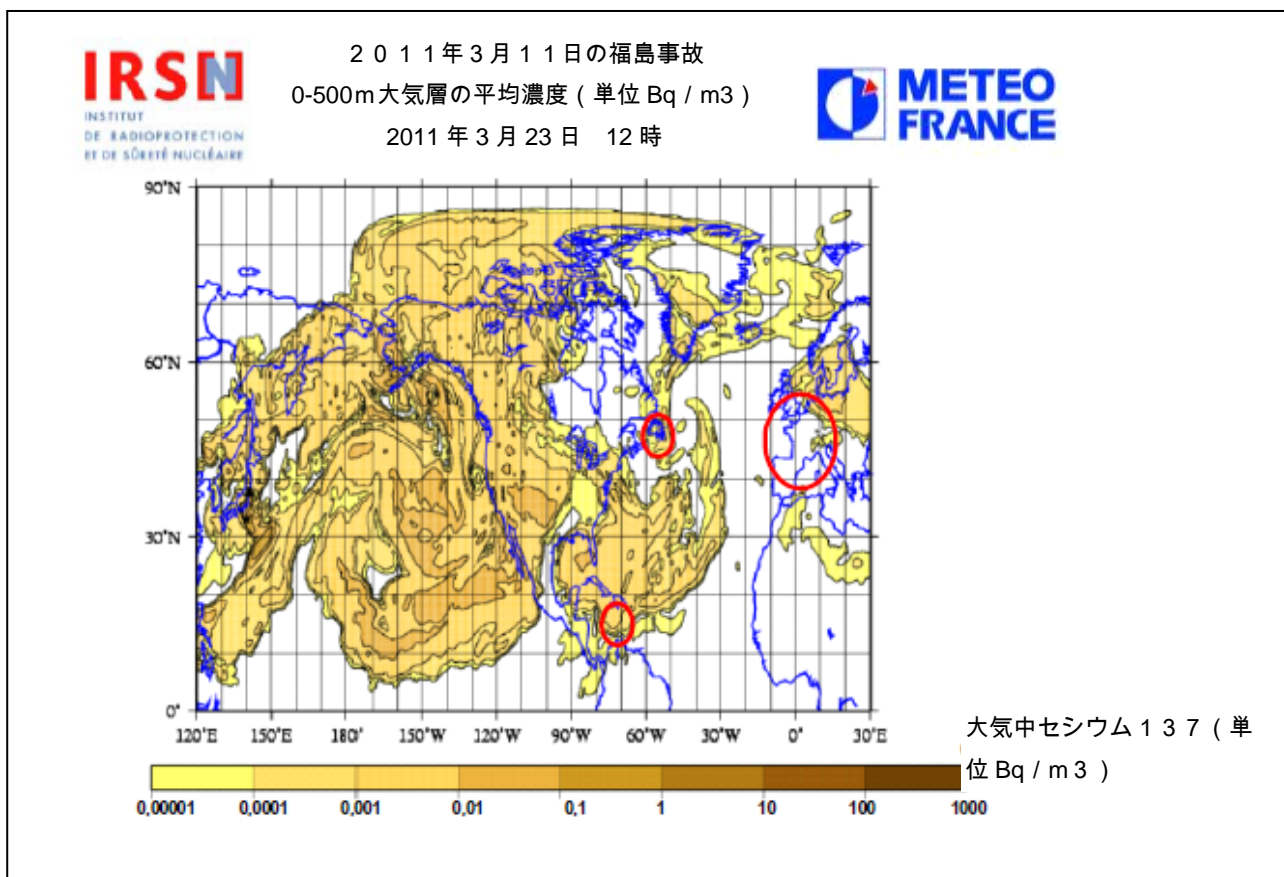 IRSN
INSTITUT
DE RADIOPROTECTION
ET DE SÛRETÉ NUCLÉAIRE
２０１１年３月１１日の福島事故
0-500ｍ大気層の平均濃度（単位 Bq／m3）
2011 年 3 月 23 日　12 時
METEO
FRANCE
90°N
60°N
30°N
0°
120°E 150°E 180° 150°W 120°W 90°W 60°W 30°W 0° 30°E
大気中セシウム１３７（単
位 Bq／m３）
0,00001 0,0001 0,001 0,01 0,1 1 10 100 1000